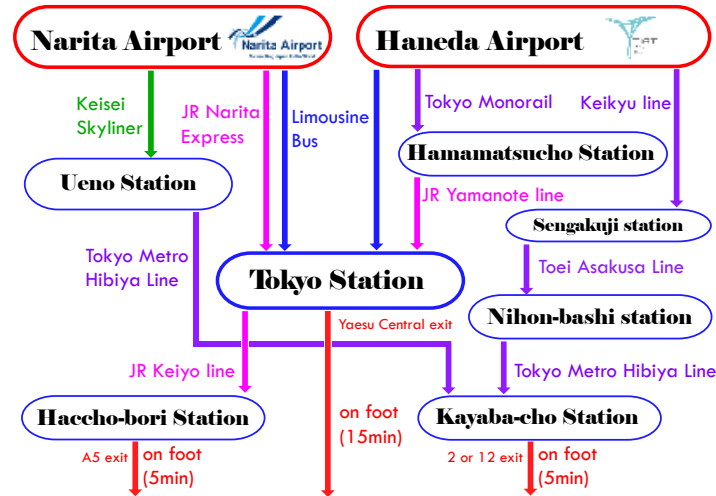 Narita Airport
Narita Airport
Haneda Airport
Keisei
Skyliner
JR Narita
Express
Limousine
Bus
Tokyo Monorail
Keikyu line
Hamamatsucho Station
Ueno Station
JR Yamanote line
Sengakuji station
Tokyo Metro
Hibiya Line
Tokyo Station
Toei Asakusa Line
Nihon-bashi station
Yaesu Central exit
JR Keiyo line
Tokyo Metro Hibiya Line
Haccho-bori Station
on foot
(15min)
Kayaba-cho Station
A5 exit
on foot
(5min)
2 or 12 exit
on foot
(5min)